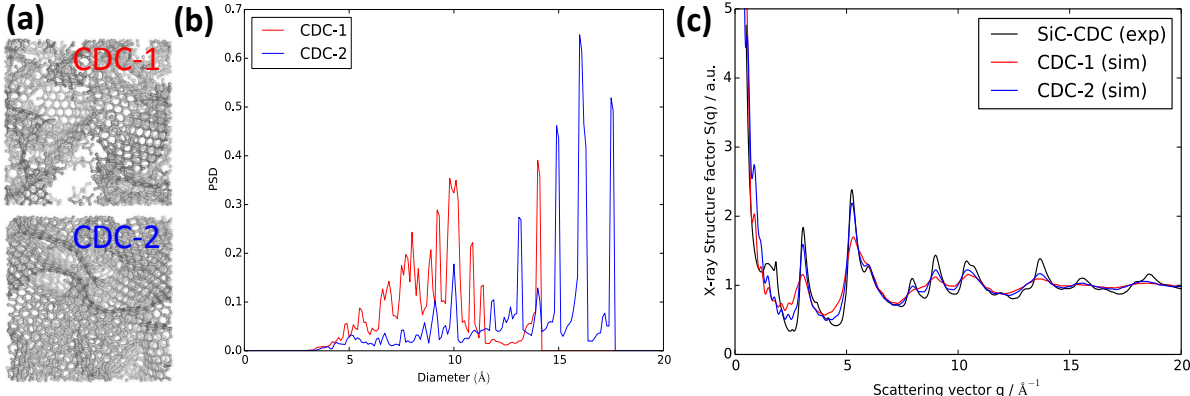 (a)
CDC-1
CDC-2
(b)
CDC-1
CDC-2
PSD
0.7
0.6
0.5
0.4
0.3
0.2
0.1
0.0
0
5
10
15
20
Diameter (Å)
(c)
SiC-CDC (exp)
CDC-1 (sim)
CDC-2 (sim)
X-ray Structure factor S(q) / a.u.
5
4
3
2
1
0
0
5
10
15
20
Scattering vector q / Å⁻¹